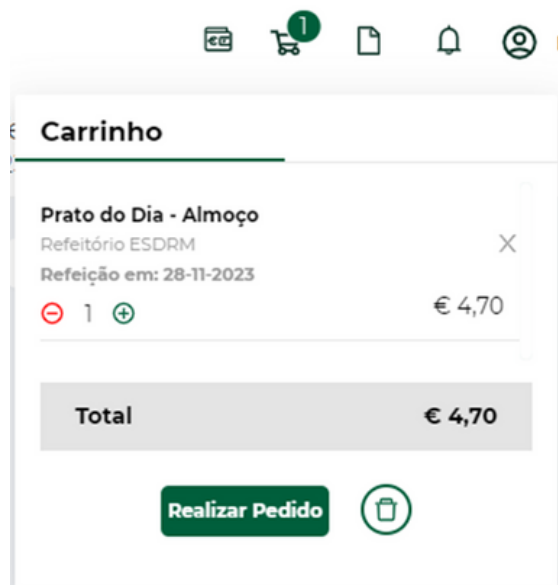 1
Carrinho
Prato do Dia - Almoço
Refeitório ESDRM
X
Refeição em: 28-11-2023
1
€ 4,70
Total
€ 4,70
Realizar Pedido